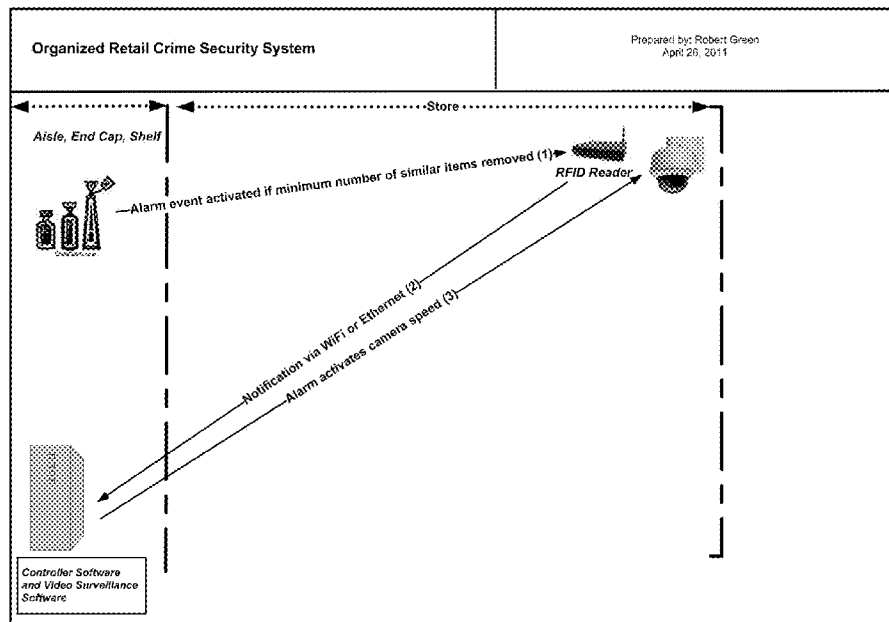 Organized Retail Crime Security System
Prepared by: Robert Green
April 26, 2011
Store
Aisle, End Cap, Shelf
Alarm event activated if minimum number of similar items removed (1)
RFID Reader
Notification via WiFi or Ethernet (2)
Alarm activates camera speed (3)
Controller Software
and Video Surveillance
Software